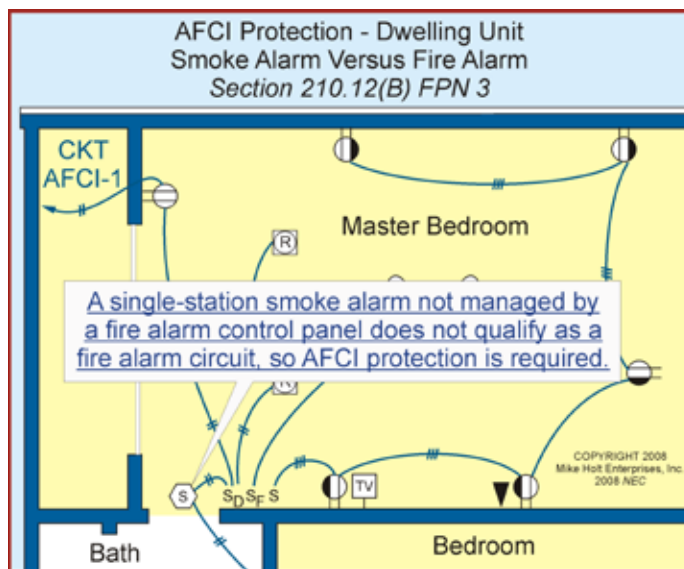 AFCI Protection - Dwelling Unit
Smoke Alarm Versus Fire Alarm
Section 210.12(B) FPN 3
CKT
AFCI-1
Master Bedroom
R
A single-station smoke alarm not managed by
a fire alarm control panel does not qualify as a
fire alarm circuit, so AFCI protection is required.
R
COPYRIGHT 2008
Mike Holt Enterprises, Inc.
2008 NEC
S
SD SF S
TV
Bath
Bedroom